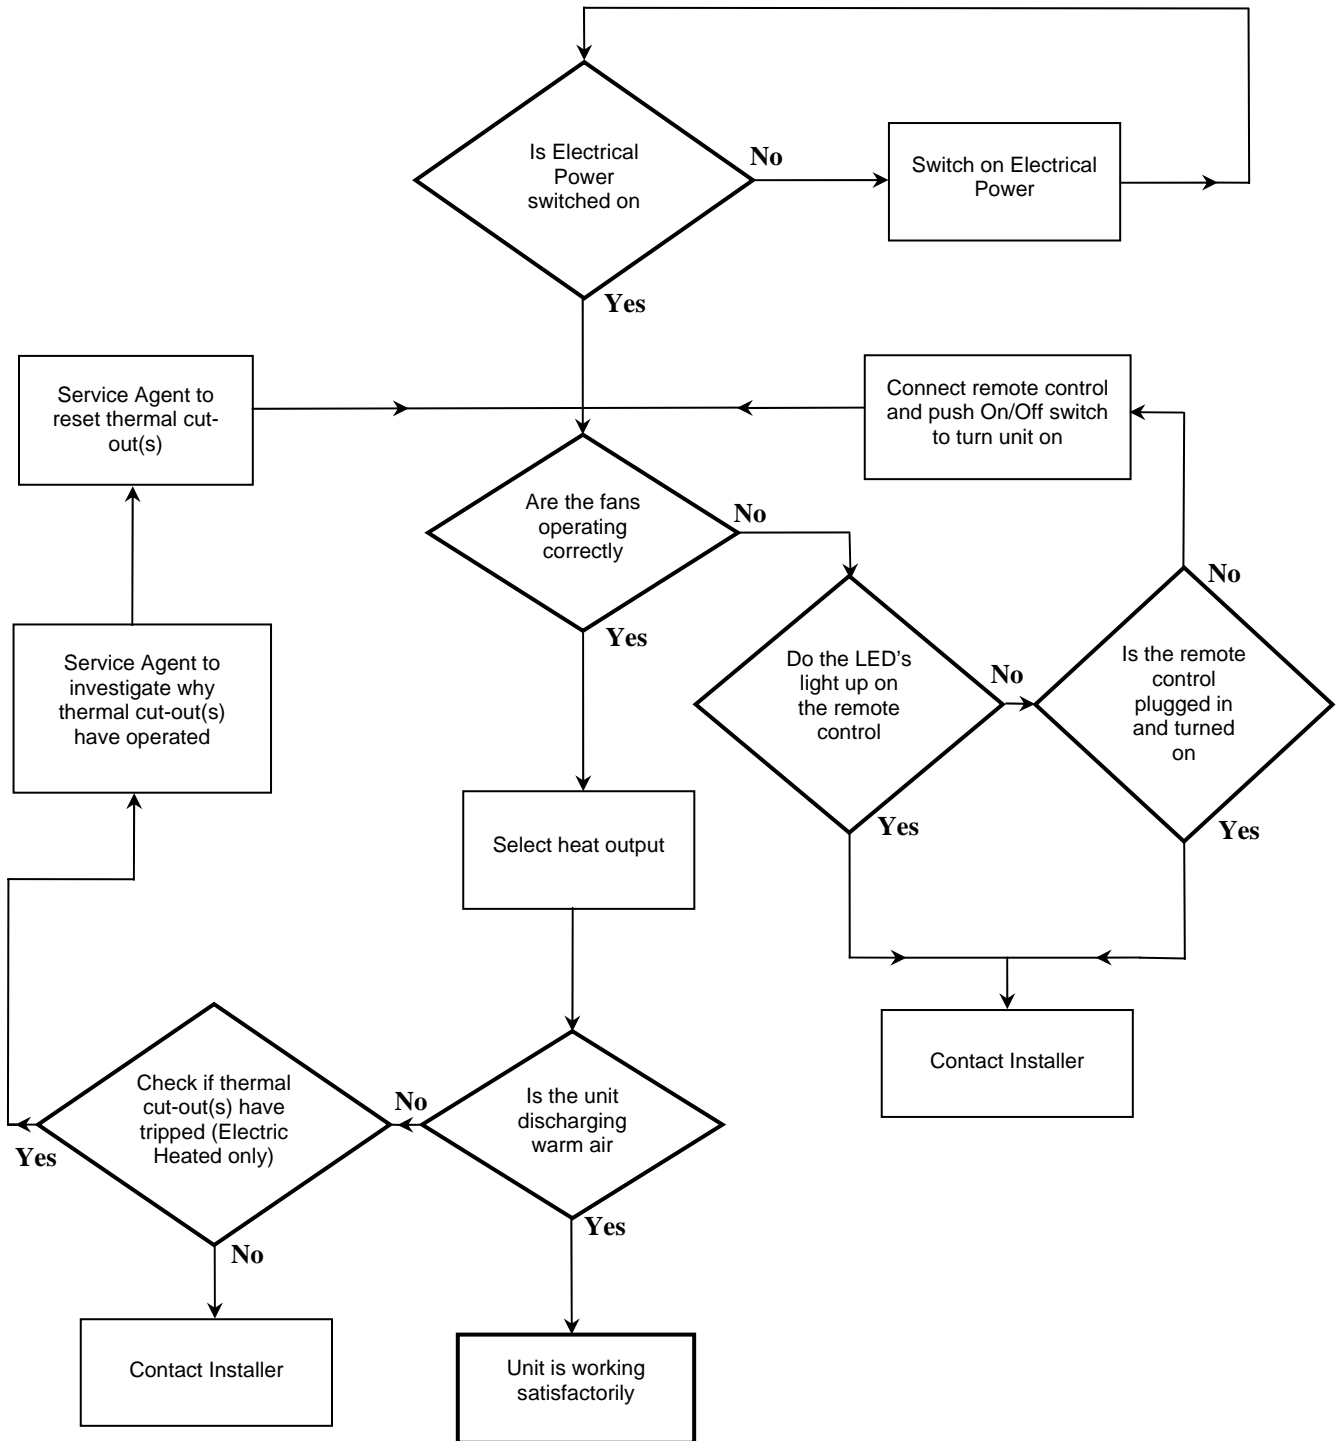 Is Electrical
Power
switched on
No
Switch on Electrical
Power
Yes
Service Agent to
reset thermal cut-
out(s)
Connect remote control
and push On/Off switch
to turn unit on
Are the fans
operating
correctly
No
Yes
No
Service Agent to
investigate why
thermal cut-out(s)
have operated
Do the LED's
light up on
the remote
control
No
Is the remote
control
plugged in
and turned
on
Yes
Yes
Select heat output
Contact Installer
Check if thermal
cut-out(s) have
tripped (Electric
Heated only)
No
Is the unit
discharging
warm air
Yes
Yes
No
Contact Installer
Unit is working
satisfactorily